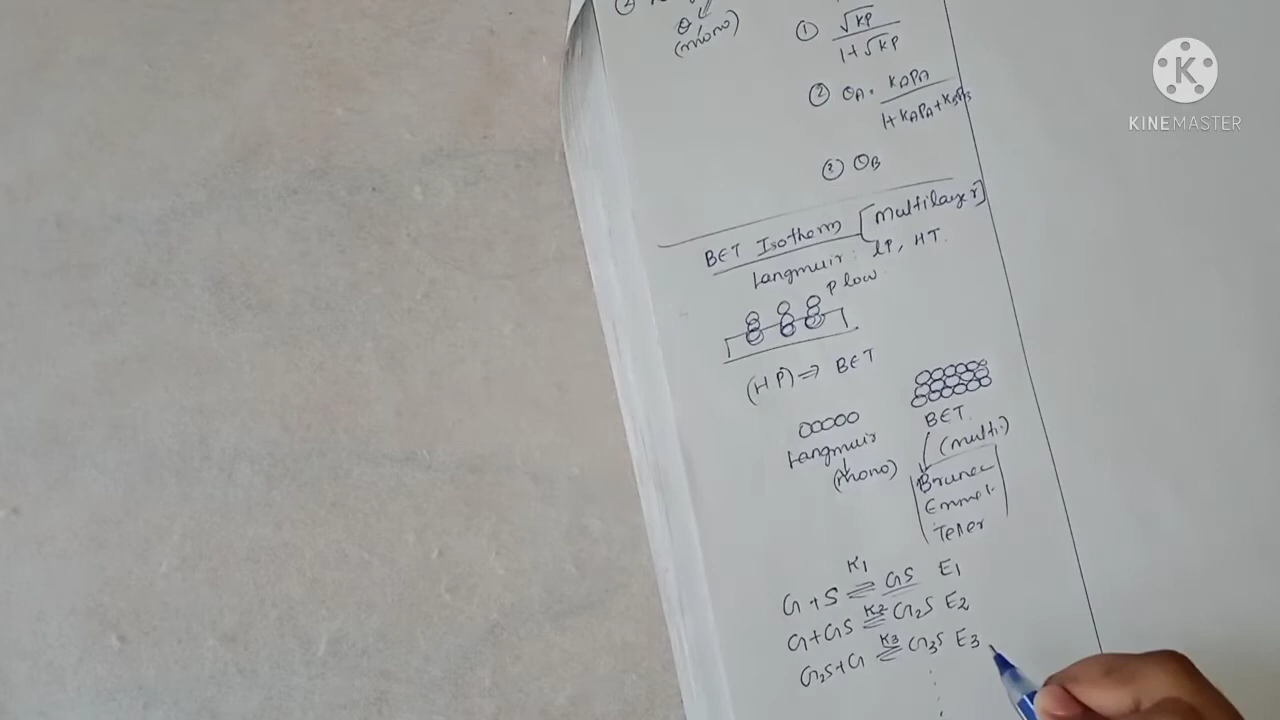 θ
(mono)
① √KP
1+√KP
② θA = KAPA
1+KAPA+KBPB
③ θB
BET Isotherm [Multilayer]
Langmuir: LP, HT.
P low
(HP) ⇒ BET
Langmuir
(mono)
BET
(multi)
Brunee
Emmet
Teller
G + S ⇌ GS E1
K1
G + GS ⇌ G2S E2
K2
G2S + G ⇌ G3S E3
K3
K
KINEMASTER